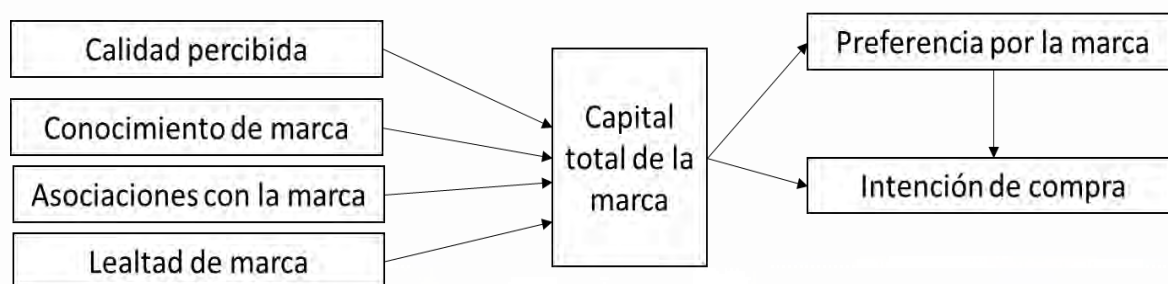 Calidad percibida
Conocimiento de marca
Asociaciones con la marca
Lealtad de marca
Capital
total de la
marca
Preferencia por la marca
Intención de compra